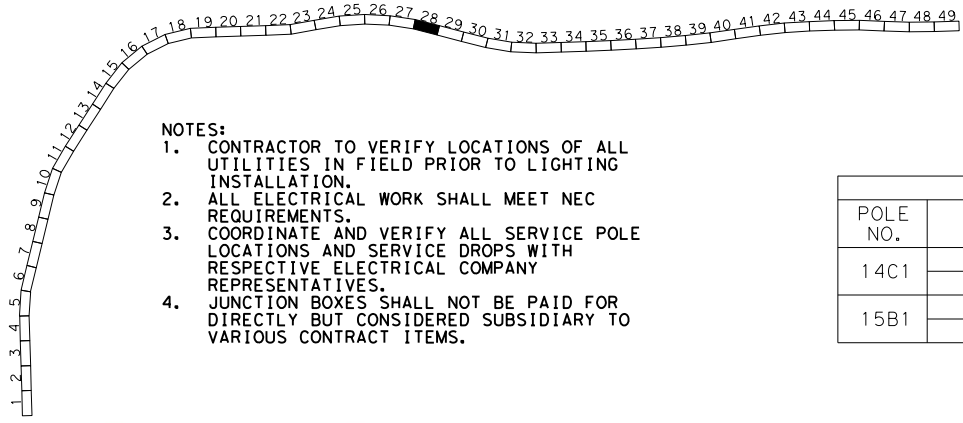 1 2 3 4 5 6 7 8 9 10 11 12 13 14 15 16 17 18 19 20 21 22 23 24 25 26 27 28 29 30 31 32 33 34 35 36 37 38 39 40 41 42 43 44 45 46 47 48 49
NOTES:
1. CONTRACTOR TO VERIFY LOCATIONS OF ALL
UTILITIES IN FIELD PRIOR TO LIGHTING
INSTALLATION.
2. ALL ELECTRICAL WORK SHALL MEET NEC
REQUIREMENTS.
3. COORDINATE AND VERIFY ALL SERVICE POLE
LOCATIONS AND SERVICE DROPS WITH
RESPECTIVE ELECTRICAL COMPANY
REPRESENTATIVES.
4. JUNCTION BOXES SHALL NOT BE PAID FOR
DIRECTLY BUT CONSIDERED SUBSIDIARY TO
VARIOUS CONTRACT ITEMS.
POLE
NO.
14C1
15B1